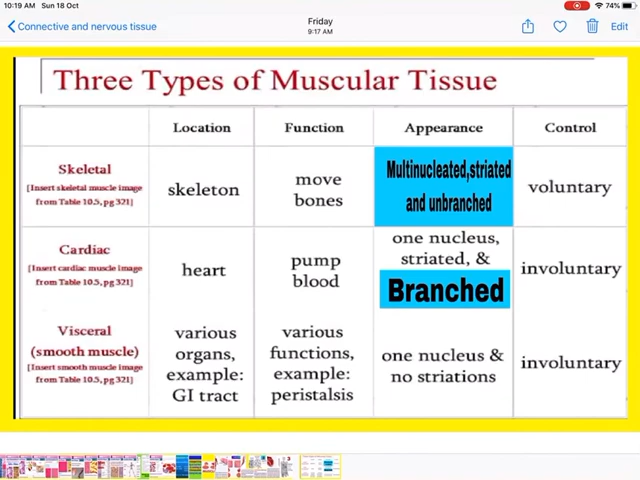 10:19 AM Sun 18 Oct
74%
Connective and nervous tissue
Friday
9:17 AM
Edit
Three Types of Muscular Tissue
Location
Function
Appearance
Control
Skeletal
[Insert skeletal muscle image
from Table 10.5, pg 321]
skeleton
move
bones
Multinucleated,striated
and unbranched
voluntary
Cardiac
[Insert cardiac muscle image
from Table 10.5, pg 321]
heart
pump
blood
one nucleus,
striated, &
Branched
involuntary
Visceral
(smooth muscle)
[Insert smooth muscle image
from Table 10.5, pg 321]
various
organs,
example:
GI tract
various
functions,
example:
peristalsis
one nucleus &
no striations
involuntary